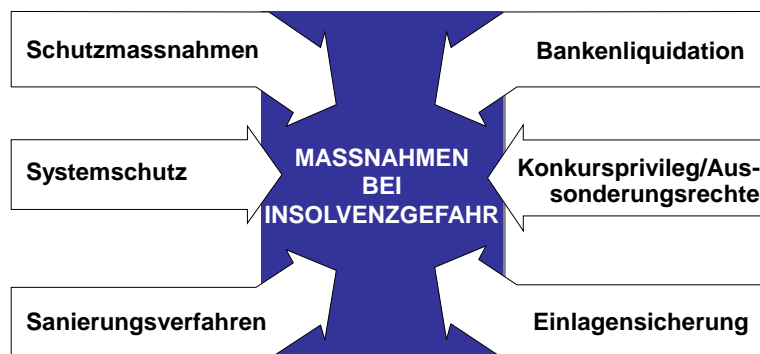 Schutzmassnahmen
Bankenliquidation
Systemschutz
MASSNAHMEN
BEI
INSOLVENZGEFAHR
Konkursprivileg/Aus-
sonderungsrechte
Sanierungsverfahren
Einlagensicherung